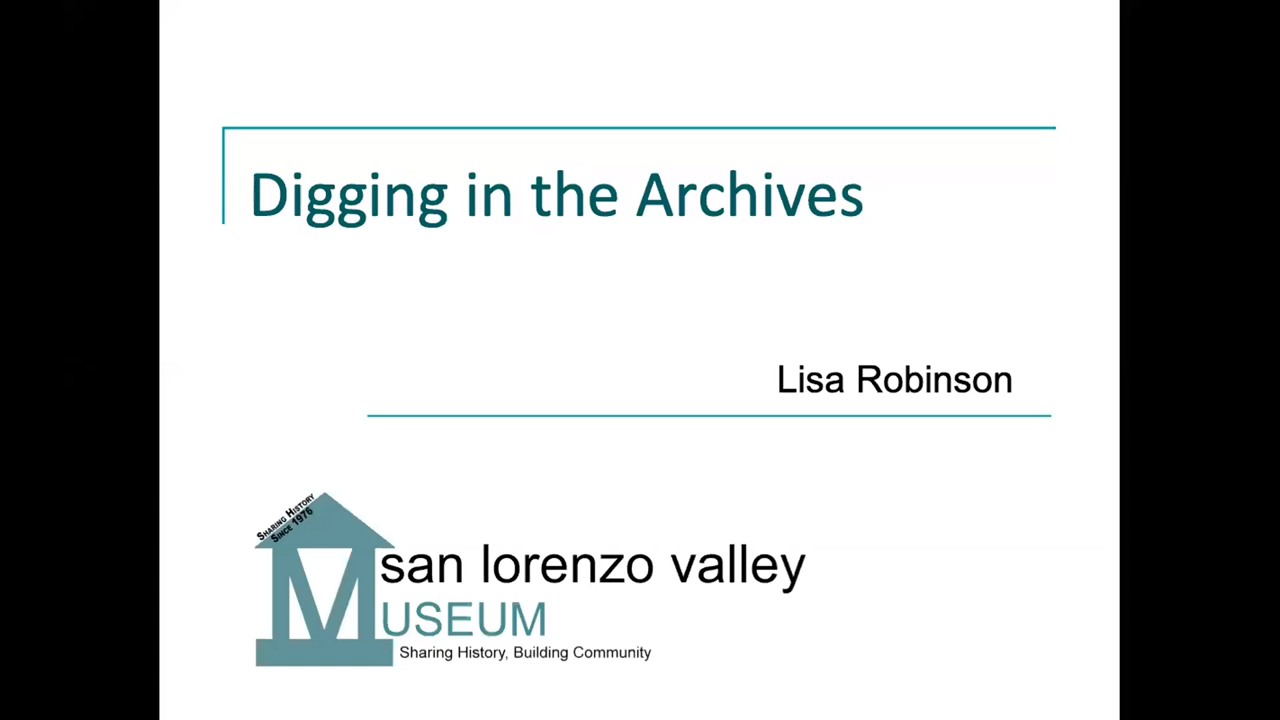 Digging in the Archives
Lisa Robinson
SHARING HISTORY
SINCE 1976
san lorenzo valley
MUSEUM
Sharing History, Building Community